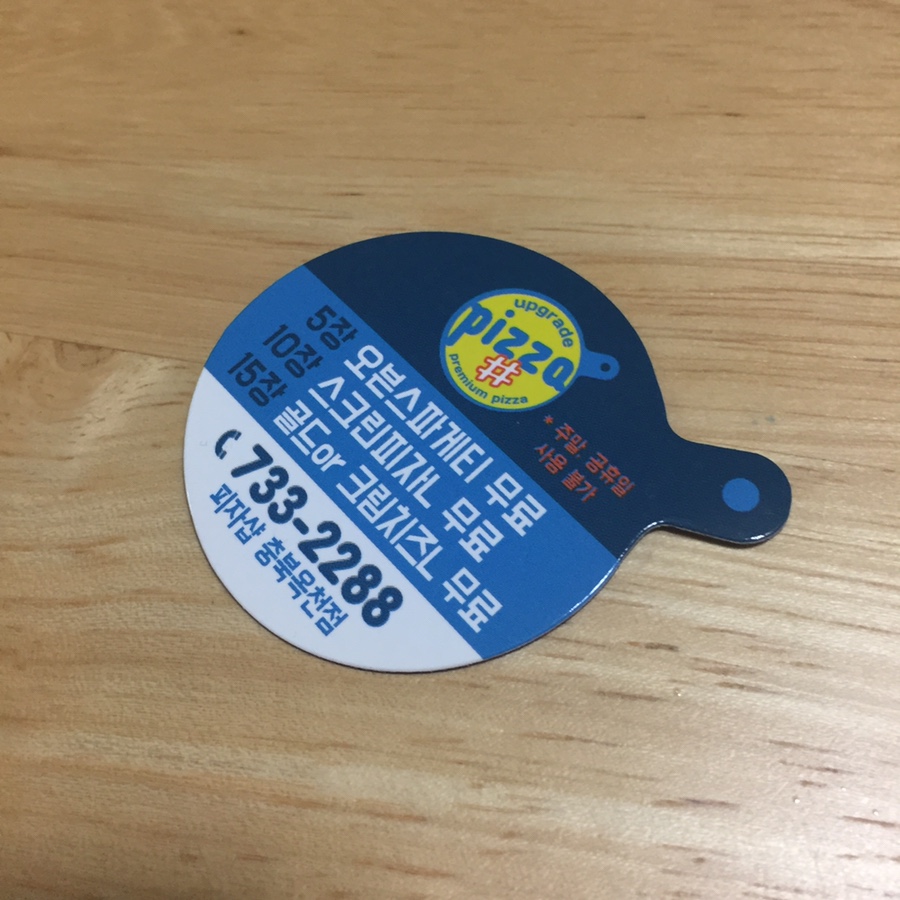 upgrade
pizza
#
premium pizza
* 주말, 공휴일
사용 불가
5장 오븐스파게티 무료
10장 스크린피자L 무료
15장 골드or 크림치즈L 무료
733-2288
피자샵 충북옥천점